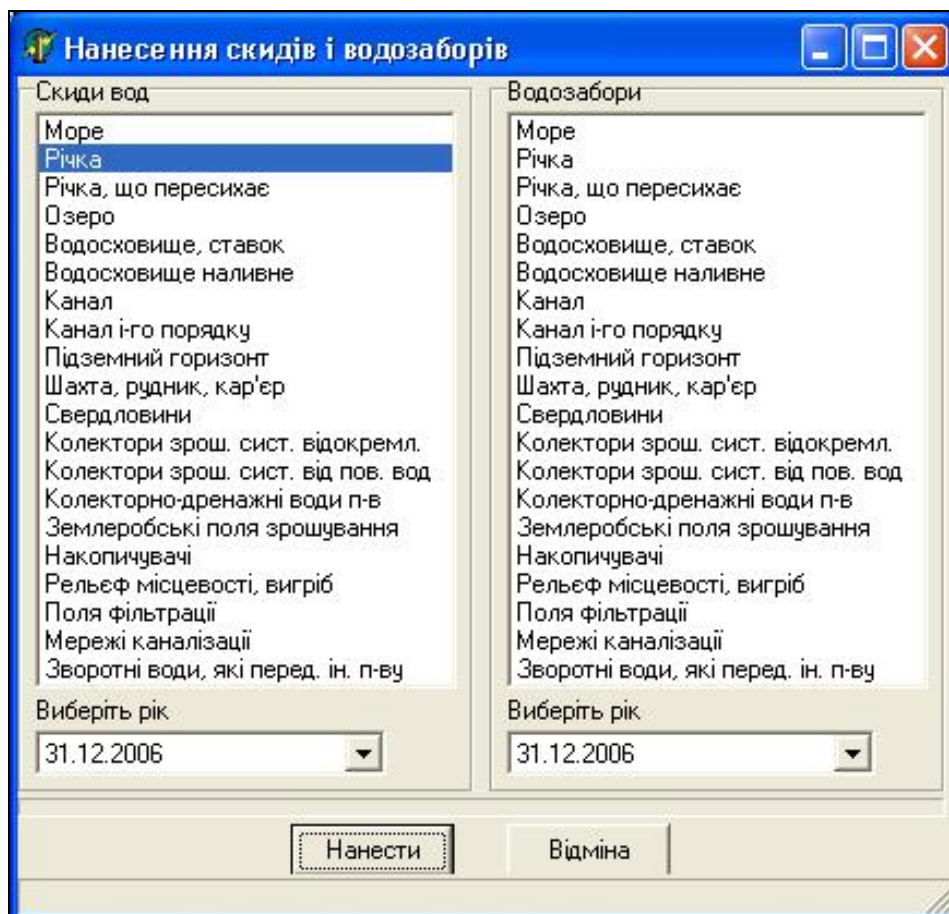 Нанесення скидів і водозаборів
Скиди вод
Море
Річка
Річка, що пересихає
Озеро
Водосховище, ставок
Водосховище наливне
Канал
Канал і-го порядку
Підземний горизонт
Шахта, рудник, кар'єр
Свердловини
Колектори зрош. сист. відокремл.
Колектори зрош. сист. від пов. вод
Колекторно-дренажні води п-в
Землеробські поля зрошування
Накопичувачі
Рельєф місцевості, вигріб
Поля фільтрації
Мережі каналізації
Зворотні води, які перед. ін. п-ву
Виберіть рік
31.12.2006
Водозабори
Море
Річка
Річка, що пересихає
Озеро
Водосховище, ставок
Водосховище наливне
Канал
Канал і-го порядку
Підземний горизонт
Шахта, рудник, кар'єр
Свердловини
Колектори зрош. сист. відокремл.
Колектори зрош. сист. від пов. вод
Колекторно-дренажні води п-в
Землеробські поля зрошування
Накопичувачі
Рельєф місцевості, вигріб
Поля фільтрації
Мережі каналізації
Зворотні води, які перед. ін. п-ву
Виберіть рік
31.12.2006
Нанести
Відміна